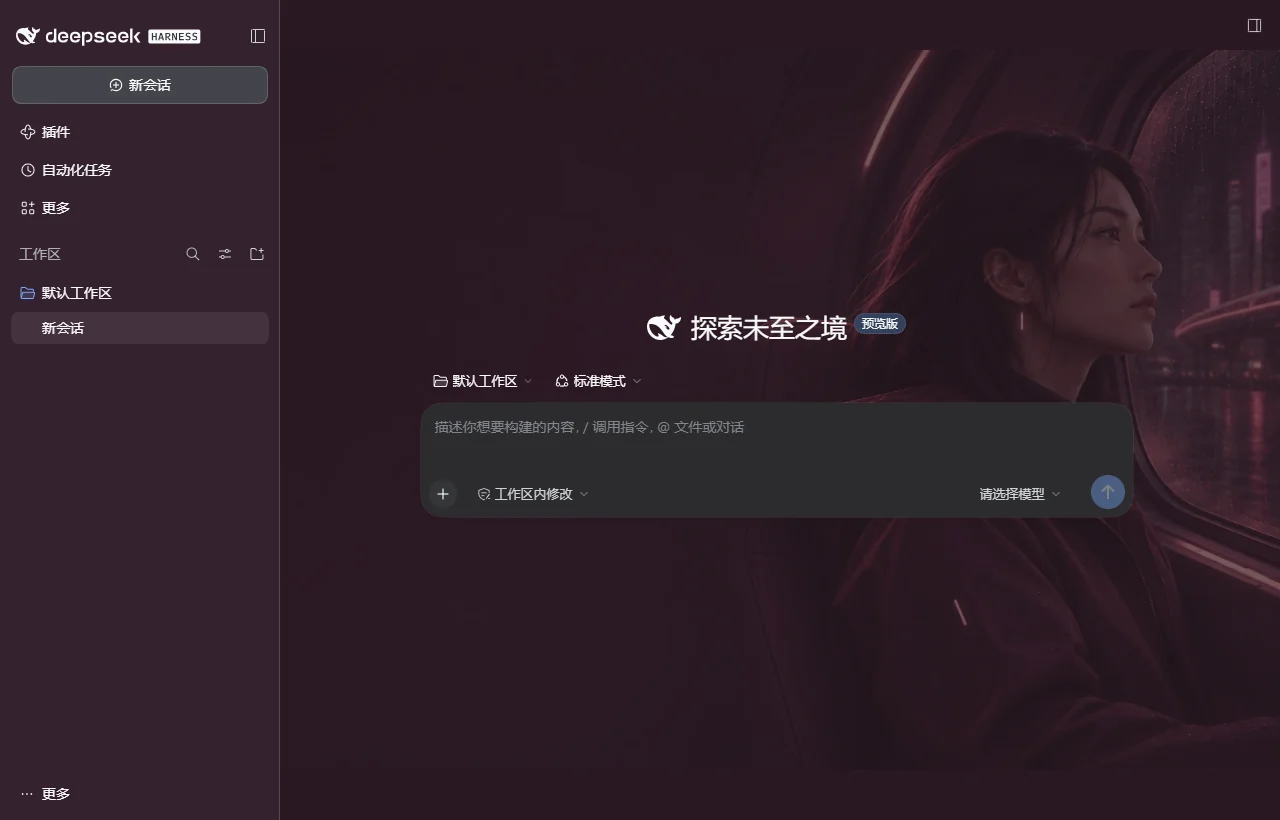 deepseek HARNESS
新会话
插件
自动化任务
更多
工作区
默认工作区
新会话
探索未至之境 预览版
默认工作区 标准模式
描述你想要构建的内容, / 调用指令, @ 文件或对话
工作区内修改 请选择模型
更多